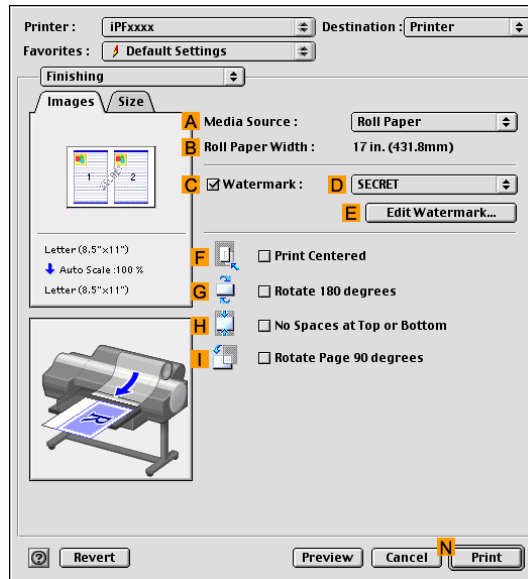 Printer : iPFxxxx Destination : Printer
Favorites : Default Settings
Finishing
Images Size
A Media Source : Roll Paper
B Roll Paper Width : 17 in. (431.8mm)
C Watermark : D SECRET
E Edit Watermark...
1 2
SECRET
Letter (8.5"x11")
Auto Scale :100 %
Letter (8.5"x11")
F Print Centered
G Rotate 180 degrees
H No Spaces at Top or Bottom
I Rotate Page 90 degrees
R
N
? Revert Preview Cancel Print